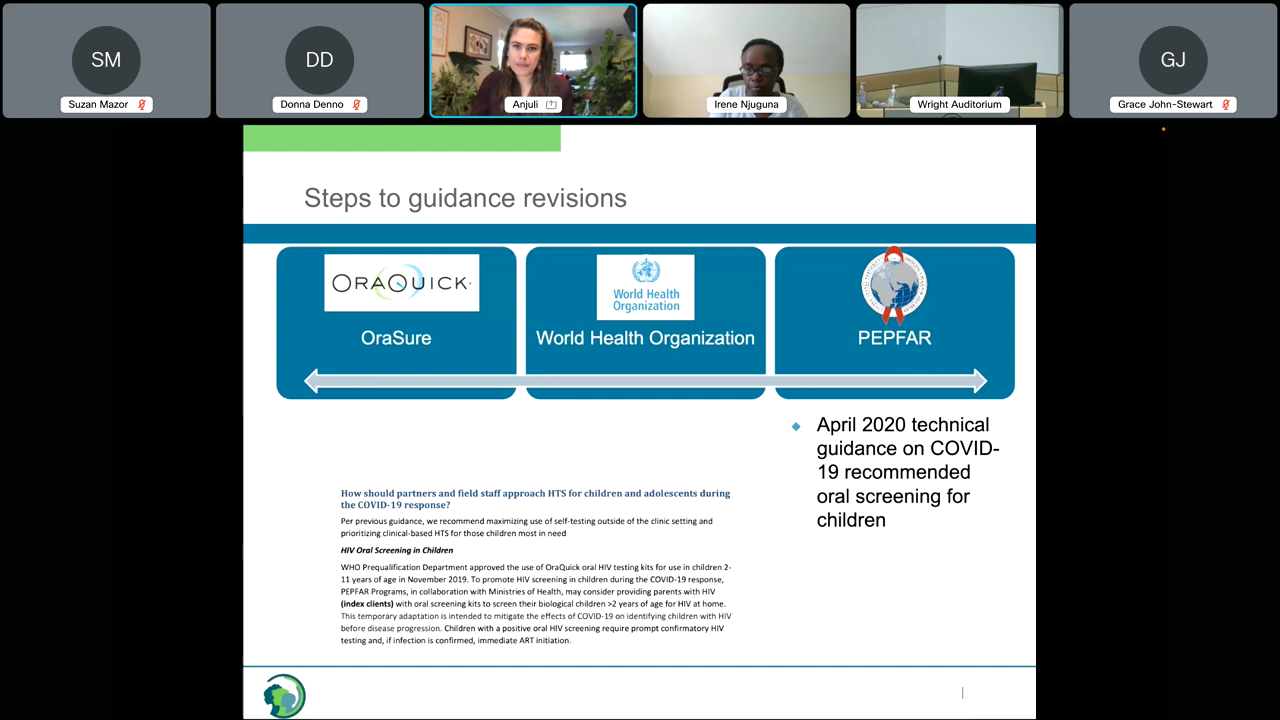 SM
DD
GJ
Suzan Mazor
Donna Denno
Anjuli
Irene Njuguna
Wright Auditorium
Grace John-Stewart
Steps to guidance revisions
ORAQUICK
OraSure
World Health
Organization
World Health Organization
PEPFAR
April 2020 technical
guidance on COVID-
19 recommended
oral screening for
children
How should partners and field staff approach HTS for children and adolescents during
the COVID-19 response?
Per previous guidance, we recommend maximizing use of self-testing outside of the clinic setting and
prioritizing clinical-based HTS for those children most in need
HIV Oral Screening in Children
WHO Prequalification Department approved the use of OraQuick oral HIV testing kits for use in children 2-
11 years of age in November 2019. To promote HIV screening in children during the COVID-19 response,
PEPFAR Programs, in collaboration with Ministries of Health, may consider providing parents with HIV
(index clients) with oral screening kits to screen their biological children >2 years of age for HIV at home.
This temporary adaptation is intended to mitigate the effects of COVID-19 on identifying children with HIV
before disease progression. Children with a positive oral HIV screening require prompt confirmatory HIV
testing and, if infection is confirmed, immediate ART initiation.